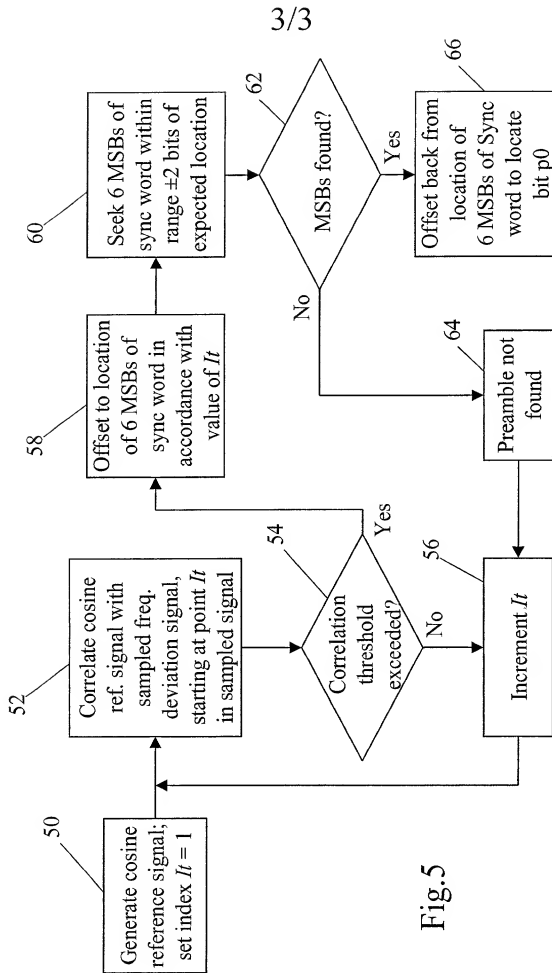 3/3
50
Generate cosine
reference signal;
set index It = 1
52
Correlate cosine
ref. signal with
sampled freq.
deviation signal,
starting at point It
in sampled signal
54
Correlation
threshold
exceeded?
Yes
No
56
Increment It
58
Offset to location
of 6 MSBs of
sync word in
accordance with
value of It
60
Seek 6 MSBs of
sync word within
range ±2 bits of
expected location
62
MSBs found?
No
Yes
64
Preamble not
found
66
Offset back from
location of
6 MSBs of Sync
word to locate
bit p0
Fig.5